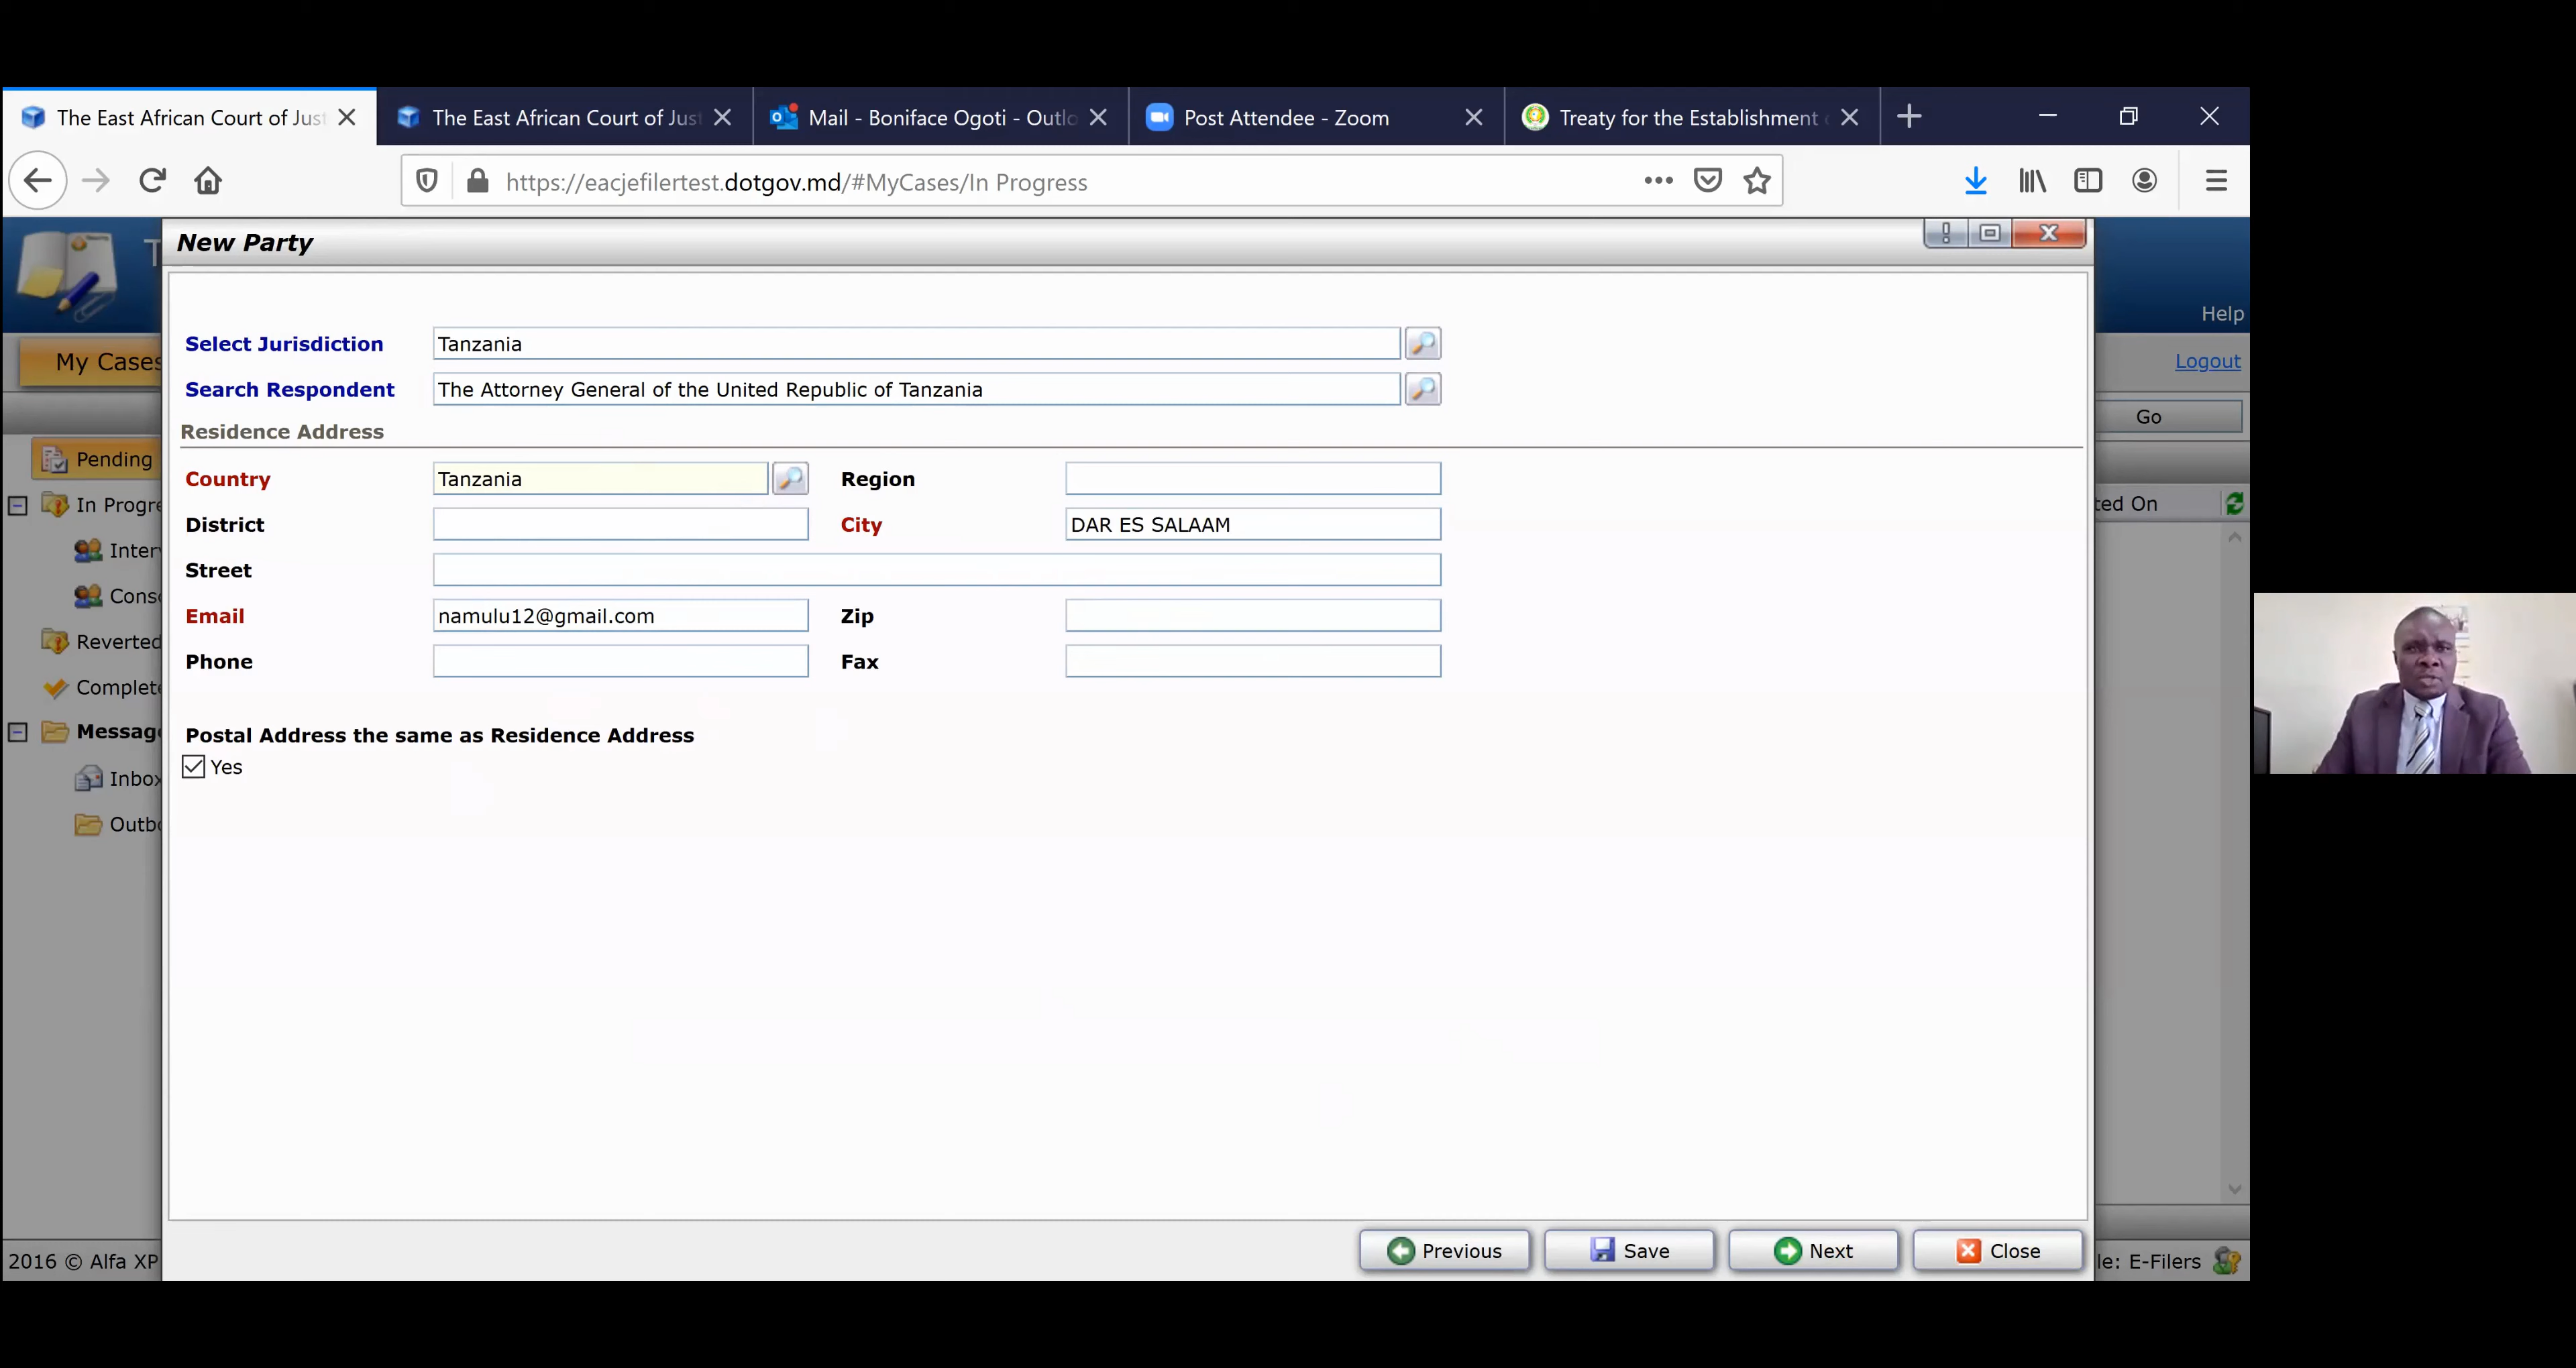 The East African Court of Just
The East African Court of Just
Mail - Boniface Ogoti - Outlo
Post Attendee - Zoom
Treaty for the Establishment
https://eacjefilertest.dotgov.md/#MyCases/In Progress
New Party
T
Help
My Cases
Logout
Select Jurisdiction Tanzania
Search Respondent The Attorney General of the United Republic of Tanzania
Go
Residence Address
Pending
Country Tanzania Region
In Progre
ted On
District City DAR ES SALAAM
Inter
Street
Cons
Email namulu12@gmail.com Zip
Reverted
Phone Fax
Complete
Messag
Postal Address the same as Residence Address
Yes
Inbox
Outbo
Previous Save Next Close
2016 © Alfa XP
le: E-Filers